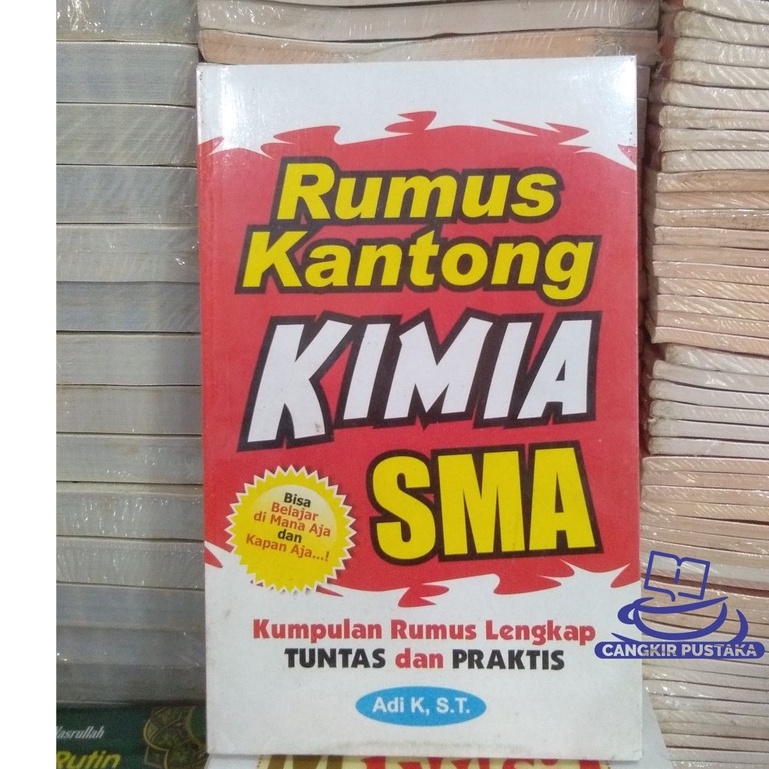 Rumus
Kantong
KIMIA
SMA
Bisa
Belajar
di Mana Aja
dan
Kapan Aja...!
Kumpulan Rumus Lengkap
TUNTAS dan PRAKTIS
Adi K, S.T.
CANGKIR PUSTAKA
Nasrullah
Rutin